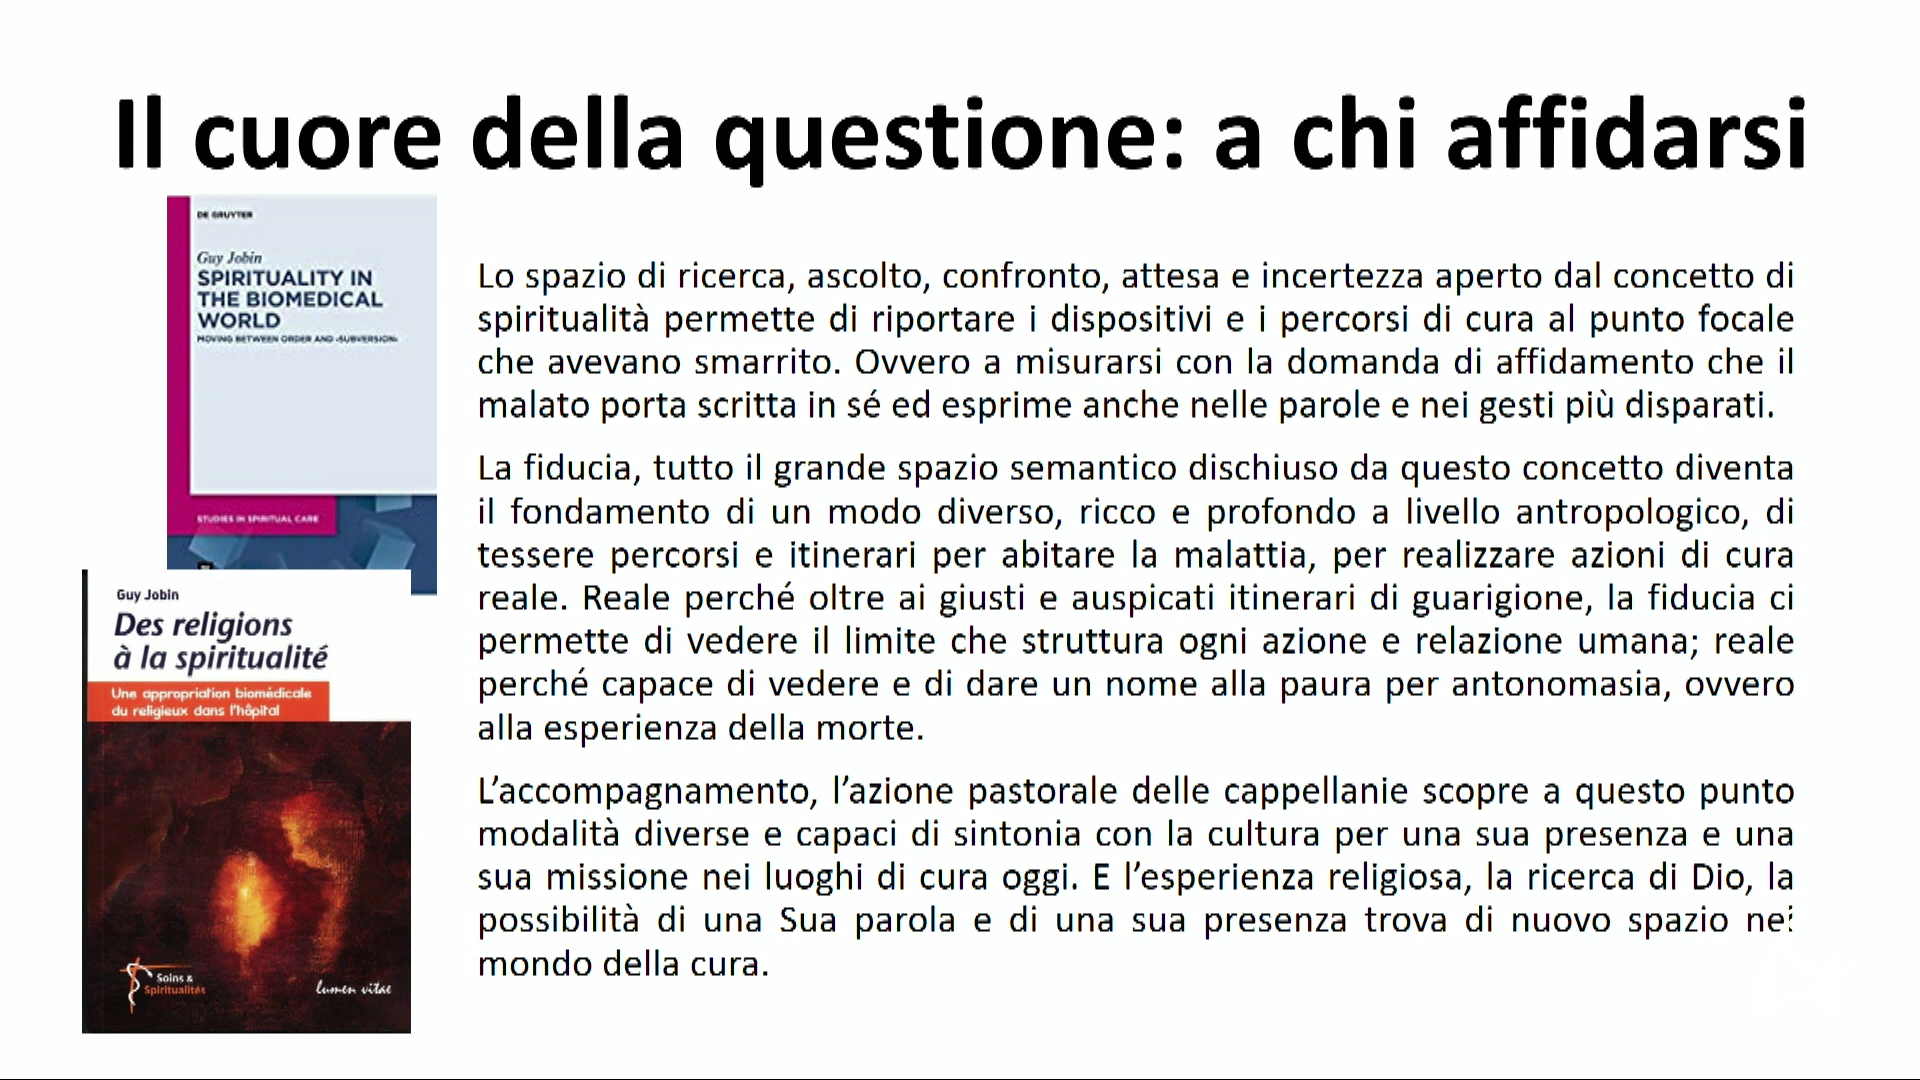 Il cuore della questione: a chi affidarsi
DE GRUYTER
Guy Jobin
SPIRITUALITY IN
THE BIOMEDICAL
WORLD
MOVING BETWEEN ORDER AND ‹SUBVERSION›
STUDIES IN SPIRITUAL CARE
Guy Jobin
Des religions
à la spiritualité
Une appropriation biomédicale
du religieux dans l'hôpital
Soins &
Spiritualités
lumen vitae
Lo spazio di ricerca, ascolto, confronto, attesa e incertezza aperto dal concetto di
spiritualità permette di riportare i dispositivi e i percorsi di cura al punto focale
che avevano smarrito. Ovvero a misurarsi con la domanda di affidamento che il
malato porta scritta in sé ed esprime anche nelle parole e nei gesti più disparati.
La fiducia, tutto il grande spazio semantico dischiuso da questo concetto diventa
il fondamento di un modo diverso, ricco e profondo a livello antropologico, di
tessere percorsi e itinerari per abitare la malattia, per realizzare azioni di cura
reale. Reale perché oltre ai giusti e auspicati itinerari di guarigione, la fiducia ci
permette di vedere il limite che struttura ogni azione e relazione umana; reale
perché capace di vedere e di dare un nome alla paura per antonomasia, ovvero
alla esperienza della morte.
L’accompagnamento, l’azione pastorale delle cappellanie scopre a questo punto
modalità diverse e capaci di sintonia con la cultura per una sua presenza e una
sua missione nei luoghi di cura oggi. E l’esperienza religiosa, la ricerca di Dio, la
possibilità di una Sua parola e di una sua presenza trova di nuovo spazio
mondo della cura.